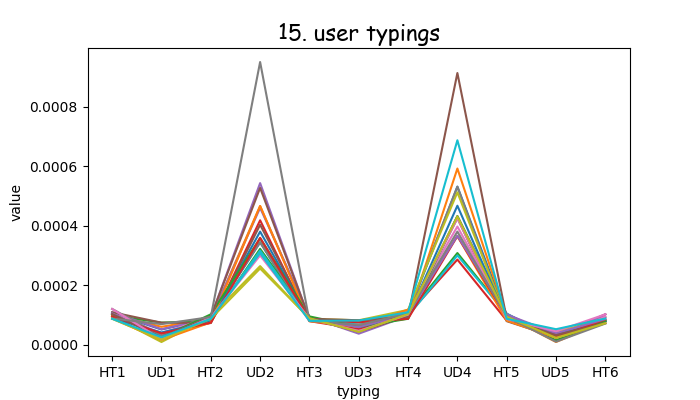 15. user typings
0.0008
0.0006
0.0004
0.0002
0.0000
value
HT1 UD1 HT2 UD2 HT3 UD3 HT4 UD4 HT5 UD5 HT6
typing